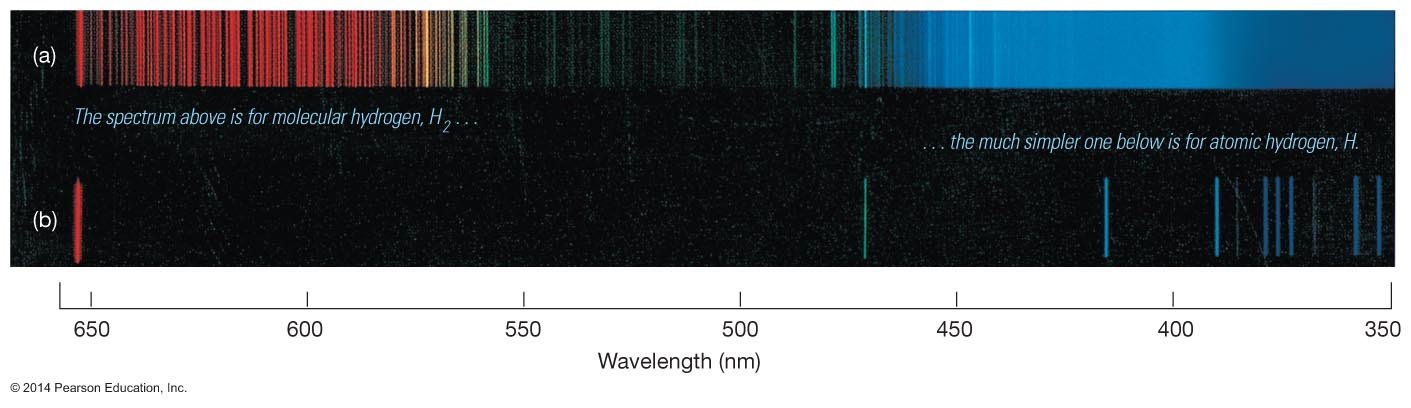 (a)
The spectrum above is for molecular hydrogen, H2 . . .
. . . the much simpler one below is for atomic hydrogen, H.
(b)
650 600 550 500 450 400 350
Wavelength (nm)
© 2014 Pearson Education, Inc.